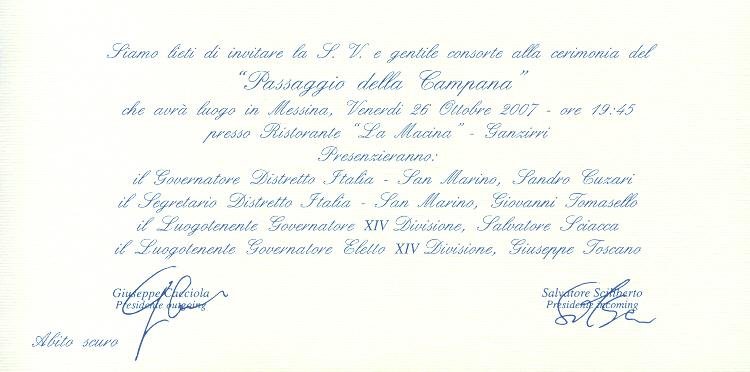 Siamo lieti di invitare la S. V. e gentile consorte alla cerimonia del
"Passaggio della Campana"
che avrà luogo in Messina, Venerdì 26 Ottobre 2007 - ore 19:45
presso Ristorante "La Macina" - Ganzirri
Presenzieranno:
il Governatore Distretto Italia - San Marino, Sandro Cuzari
il Segretario Distretto Italia - San Marino, Giovanni Tomasello
il Luogotenente Governatore XIV Divisione, Salvatore Sciacca
il Luogotenente Governatore Eletto XIV Divisione, Giuseppe Toscano
Giuseppe Cacciola
Presidente outgoing
Salvatore Sciliberto
Presidente incoming
Abito scuro